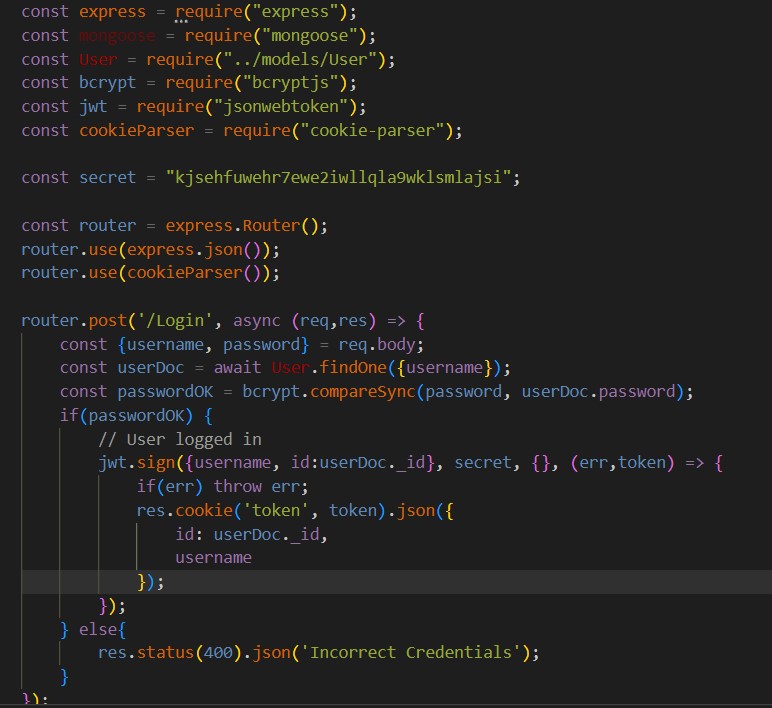 const express = require("express");
const mongoose = require("mongoose");
const User = require("../models/User");
const bcrypt = require("bcryptjs");
const jwt = require("jsonwebtoken");
const cookieParser = require("cookie-parser");
const secret = "kjsehfuwehr7ewe2iwllqla9wklsmlajsi";
const router = express.Router();
router.use(express.json());
router.use(cookieParser());
router.post('/Login', async (req,res) => {
const {username, password} = req.body;
const userDoc = await User.findOne({username});
const passwordOK = bcrypt.compareSync(password, userDoc.password);
if(passwordOK) {
// User logged in
jwt.sign({username, id:userDoc._id}, secret, {}, (err,token) => {
if(err) throw err;
res.cookie('token', token).json({
id: userDoc._id,
username
});
});
} else{
res.status(400).json('Incorrect Credentials');
}
});